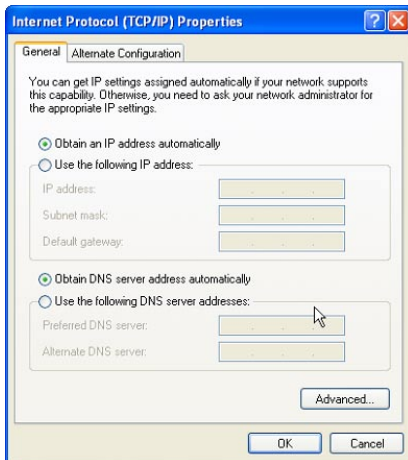 Internet Protocol (TCP/IP) Properties
General Alternate Configuration
You can get IP settings assigned automatically if your network supports
this capability. Otherwise, you need to ask your network administrator for
the appropriate IP settings.
Obtain an IP address automatically
Use the following IP address:
IP address:
Subnet mask:
Default gateway:
Obtain DNS server address automatically
Use the following DNS server addresses:
Preferred DNS server:
Alternate DNS server:
Advanced...
OK Cancel